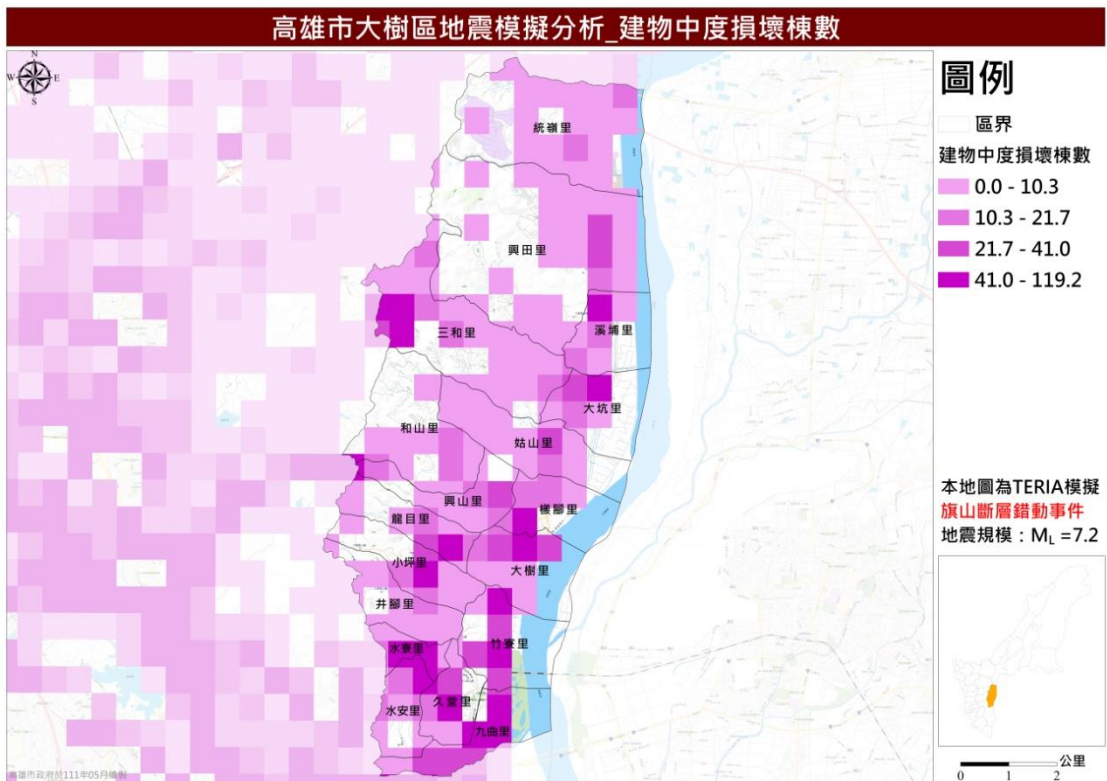 高雄市大樹區地震模擬分析_建物中度損壞棟數
N
W
E
S
圖例
區界
建物中度損壞棟數
0.0 - 10.3
10.3 - 21.7
21.7 - 41.0
41.0 - 119.2
統嶺里
興田里
三和里
溪埔里
大坑里
和山里
姑山里
興山里
樣腳里
龍目里
小坪里
大樹里
井腳里
水寮里
竹寮里
水安里
久堂里
九曲里
本地圖為TERIA模擬
旗山斷層錯動事件
地震規模：ML =7.2
公里
0 1 2
高雄市政府於111年05月繪製